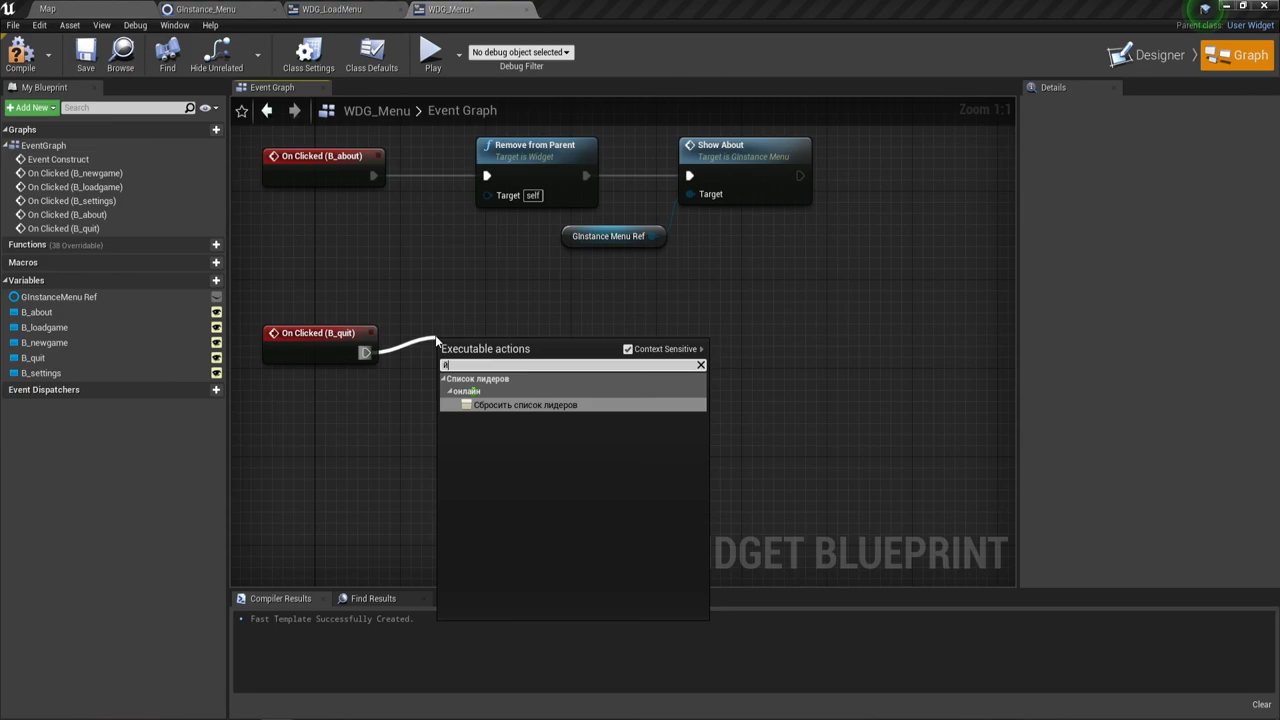 Map
GInstance_Menu
WDG_LoadMenu
WDG_Menu•
Parent class: User Widget
File Edit Asset View Debug Window Help
Compile
Save
Browse
Find
Hide Unrelated
Class Settings
Class Defaults
Play
No debug object selected
Debug Filter
Designer
Graph
My Blueprint
Event Graph
Details
+Add New
Search
WDG_Menu > Event Graph
Zoom 1:1
Graphs
EventGraph
Event Construct
On Clicked (B_newgame)
On Clicked (B_loadgame)
On Clicked (B_settings)
On Clicked (B_about)
On Clicked (B_quit)
Functions (38 Overridable)
Macros
Variables
GInstanceMenu Ref
B_about
B_loadgame
B_newgame
B_quit
B_settings
Event Dispatchers
On Clicked (B_about)
Remove from Parent
Target is Widget
Target self
Show About
Target is GInstance Menu
Target
GInstance Menu Ref
On Clicked (B_quit)
Executable actions
Context Sensitive
й
Список лидеров
онлайн
Сбросить список лидеров
DGET BLUEPRINT
Compiler Results
Find Results
Fast Template Successfully Created.
Clear